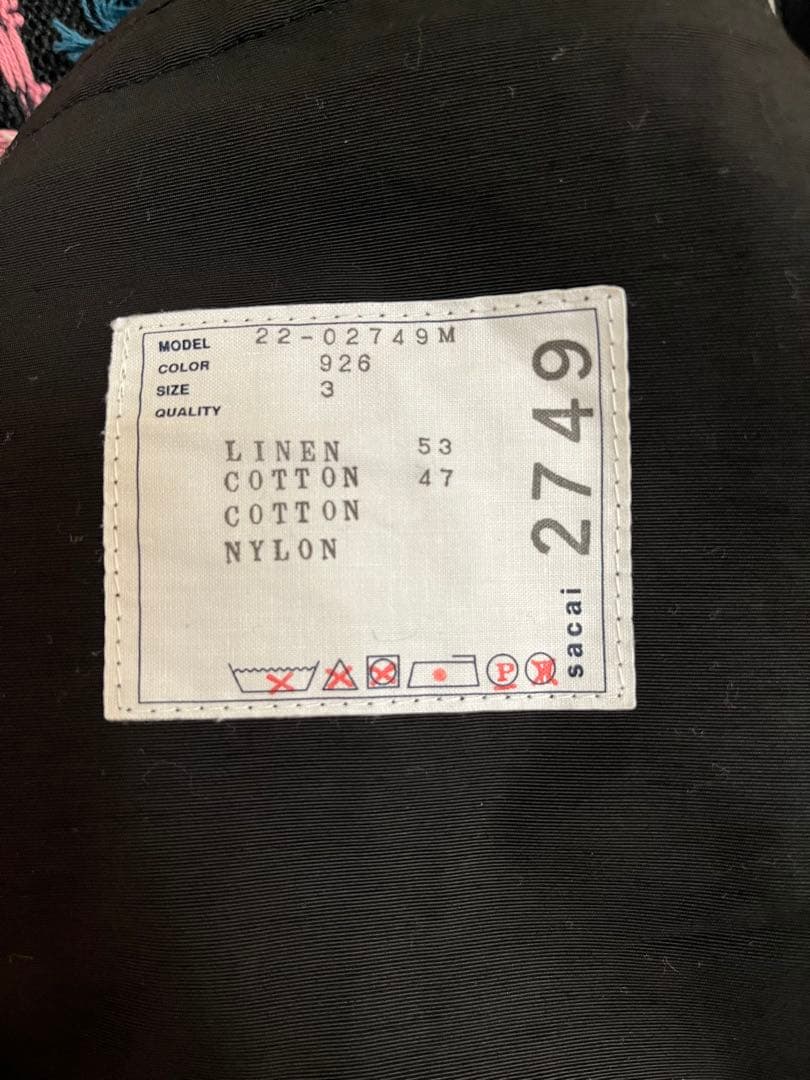 MODEL 22-02749M
COLOR 926
SIZE 3
QUALITY
LINEN 53
COTTON 47
COTTON
NYLON
P
W
sacai 2749